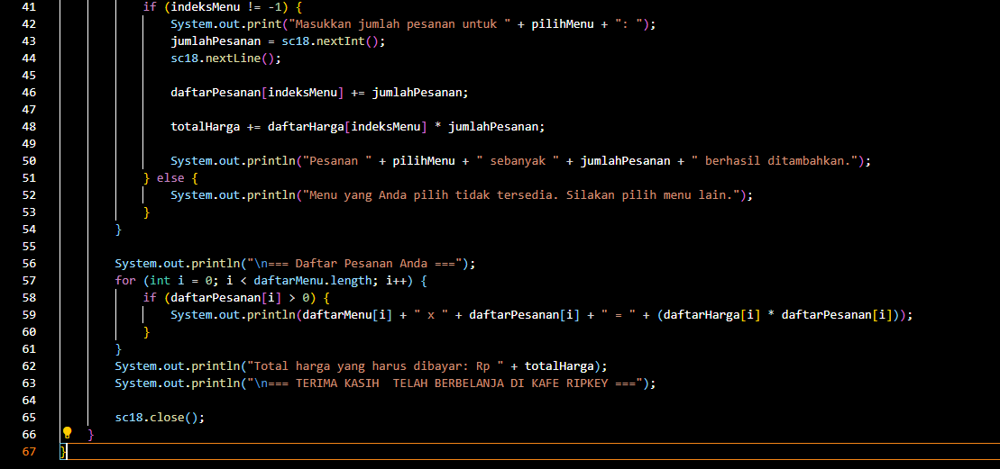 41 if (indeksMenu != -1) {
42 System.out.print("Masukkan jumlah pesanan untuk " + pilihMenu + ": ");
43 jumlahPesanan = sc18.nextInt();
44 sc18.nextLine();
45
46 daftarPesanan[indeksMenu] += jumlahPesanan;
47
48 totalHarga += daftarHarga[indeksMenu] * jumlahPesanan;
49
50 System.out.println("Pesanan " + pilihMenu + " sebanyak " + jumlahPesanan + " berhasil ditambahkan.");
51 } else {
52 System.out.println("Menu yang Anda pilih tidak tersedia. Silakan pilih menu lain.");
53 }
54 }
55
56 System.out.println("\n=== Daftar Pesanan Anda ===");
57 for (int i = 0; i < daftarMenu.length; i++) {
58 if (daftarPesanan[i] > 0) {
59 System.out.println(daftarMenu[i] + " x " + daftarPesanan[i] + " = " + (daftarHarga[i] * daftarPesanan[i]));
60 }
61 }
62 System.out.println("Total harga yang harus dibayar: Rp " + totalHarga);
63 System.out.println("\n=== TERIMA KASIH  TELAH BERBELANJA DI KAFE RIPKEY ===");
64
65 sc18.close();
66 }
67 }